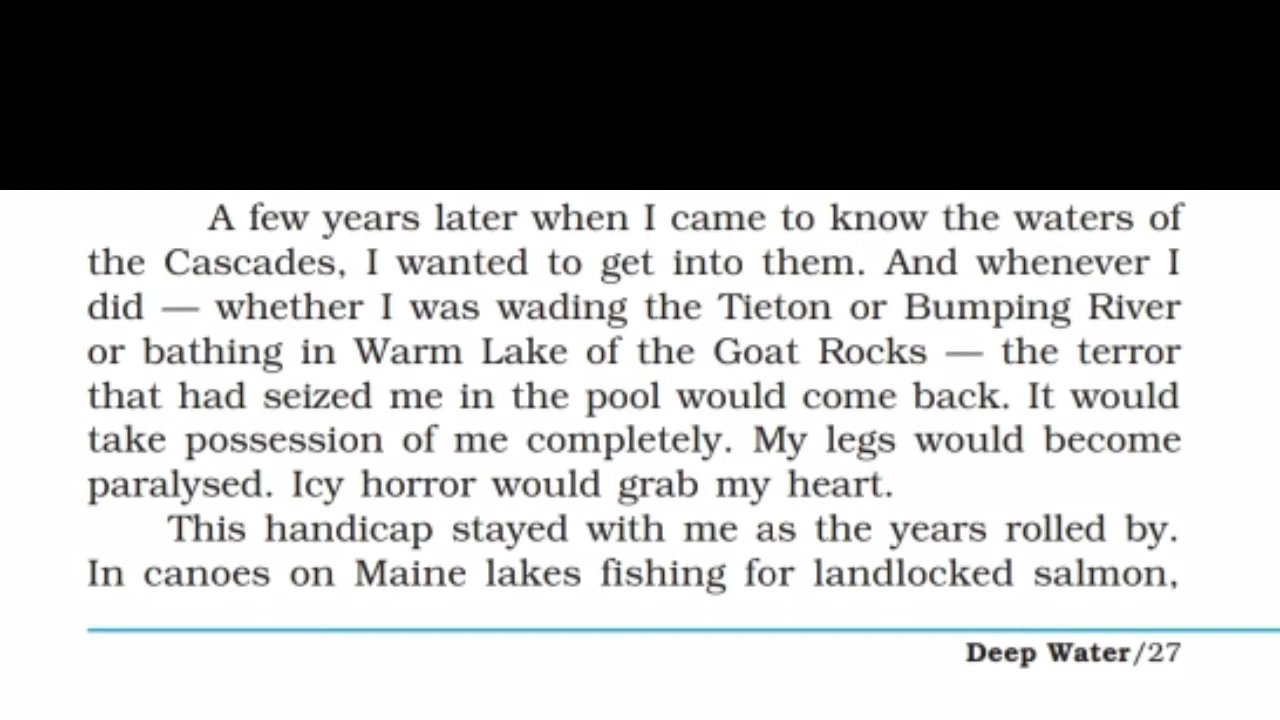 A few years later when I came to know the waters of
the Cascades, I wanted to get into them. And whenever I
did — whether I was wading the Tieton or Bumping River
or bathing in Warm Lake of the Goat Rocks — the terror
that had seized me in the pool would come back. It would
take possession of me completely. My legs would become
paralysed. Icy horror would grab my heart.
This handicap stayed with me as the years rolled by.
In canoes on Maine lakes fishing for landlocked salmon,
Deep Water/27